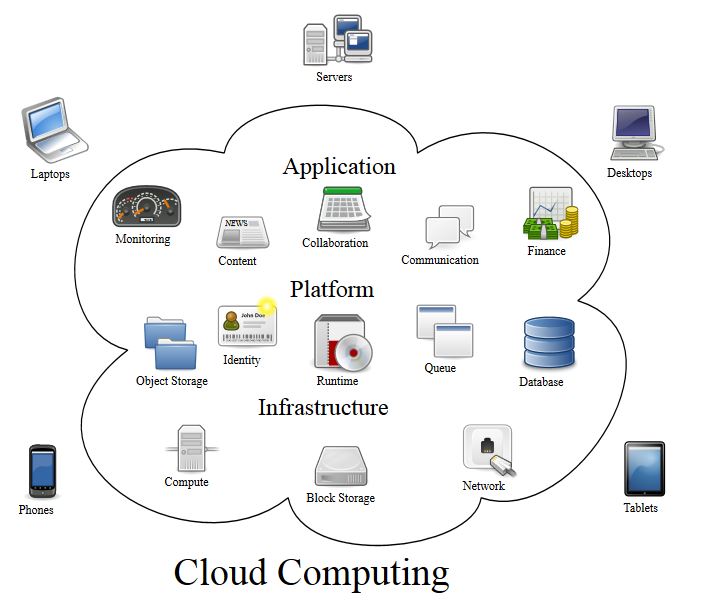 Servers
Laptops
Desktops
Application
Monitoring
NEWS
Content
Collaboration
Communication
Finance
Platform
John Doe
Object Storage
Identity
Runtime
Queue
Database
Infrastructure
Compute
Block Storage
Network
Phones
Tablets
Cloud Computing